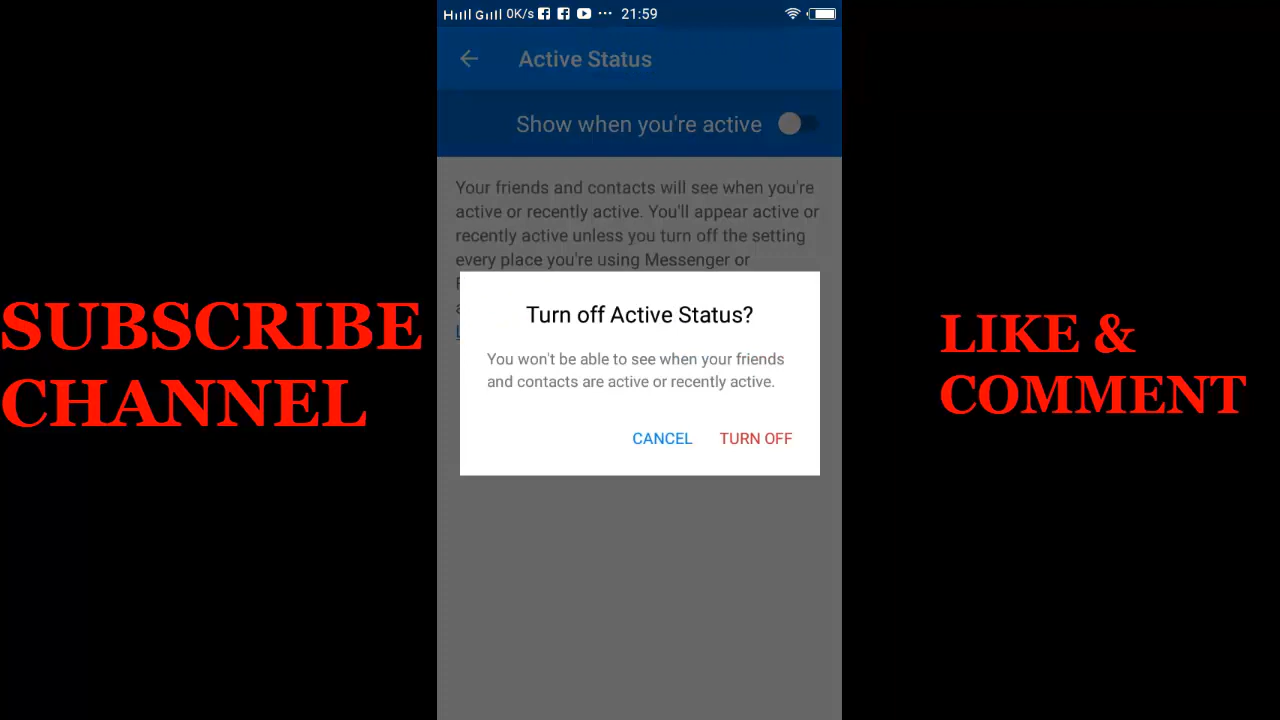 0K/s ... 21:59
Active Status
Show when you're active
Your friends and contacts will see when you're
active or recently active. You'll appear active or
recently active unless you turn off the setting
every place you're using Messenger or
Turn off Active Status?
You won't be able to see when your friends
and contacts are active or recently active.
CANCEL TURN OFF
SUBSCRIBE
CHANNEL
LIKE &
COMMENT